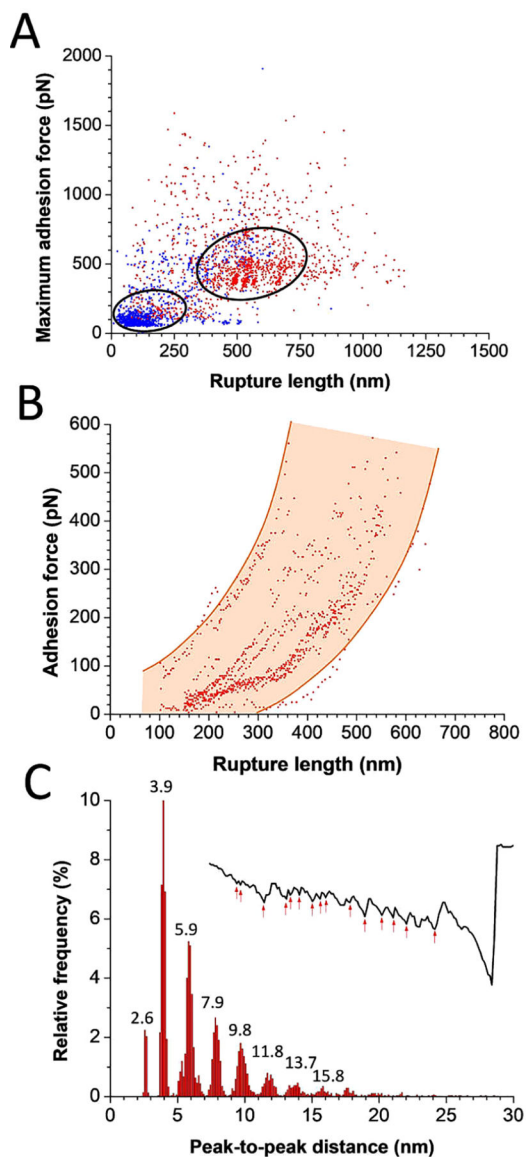 A
Maximum adhesion force (pN)
2000
1500
1000
500
0
0 250 500 750 1000 1250 1500
Rupture length (nm)
B
Adhesion force (pN)
600
500
400
300
200
100
0
0 100 200 300 400 500 600 700 800
Rupture length (nm)
C
Relative frequency (%)
10
8
6
4
2
0
3.9
5.9
2.6
7.9
9.8
11.8
13.7
15.8
0 5 10 15 20 25 30
Peak-to-peak distance (nm)